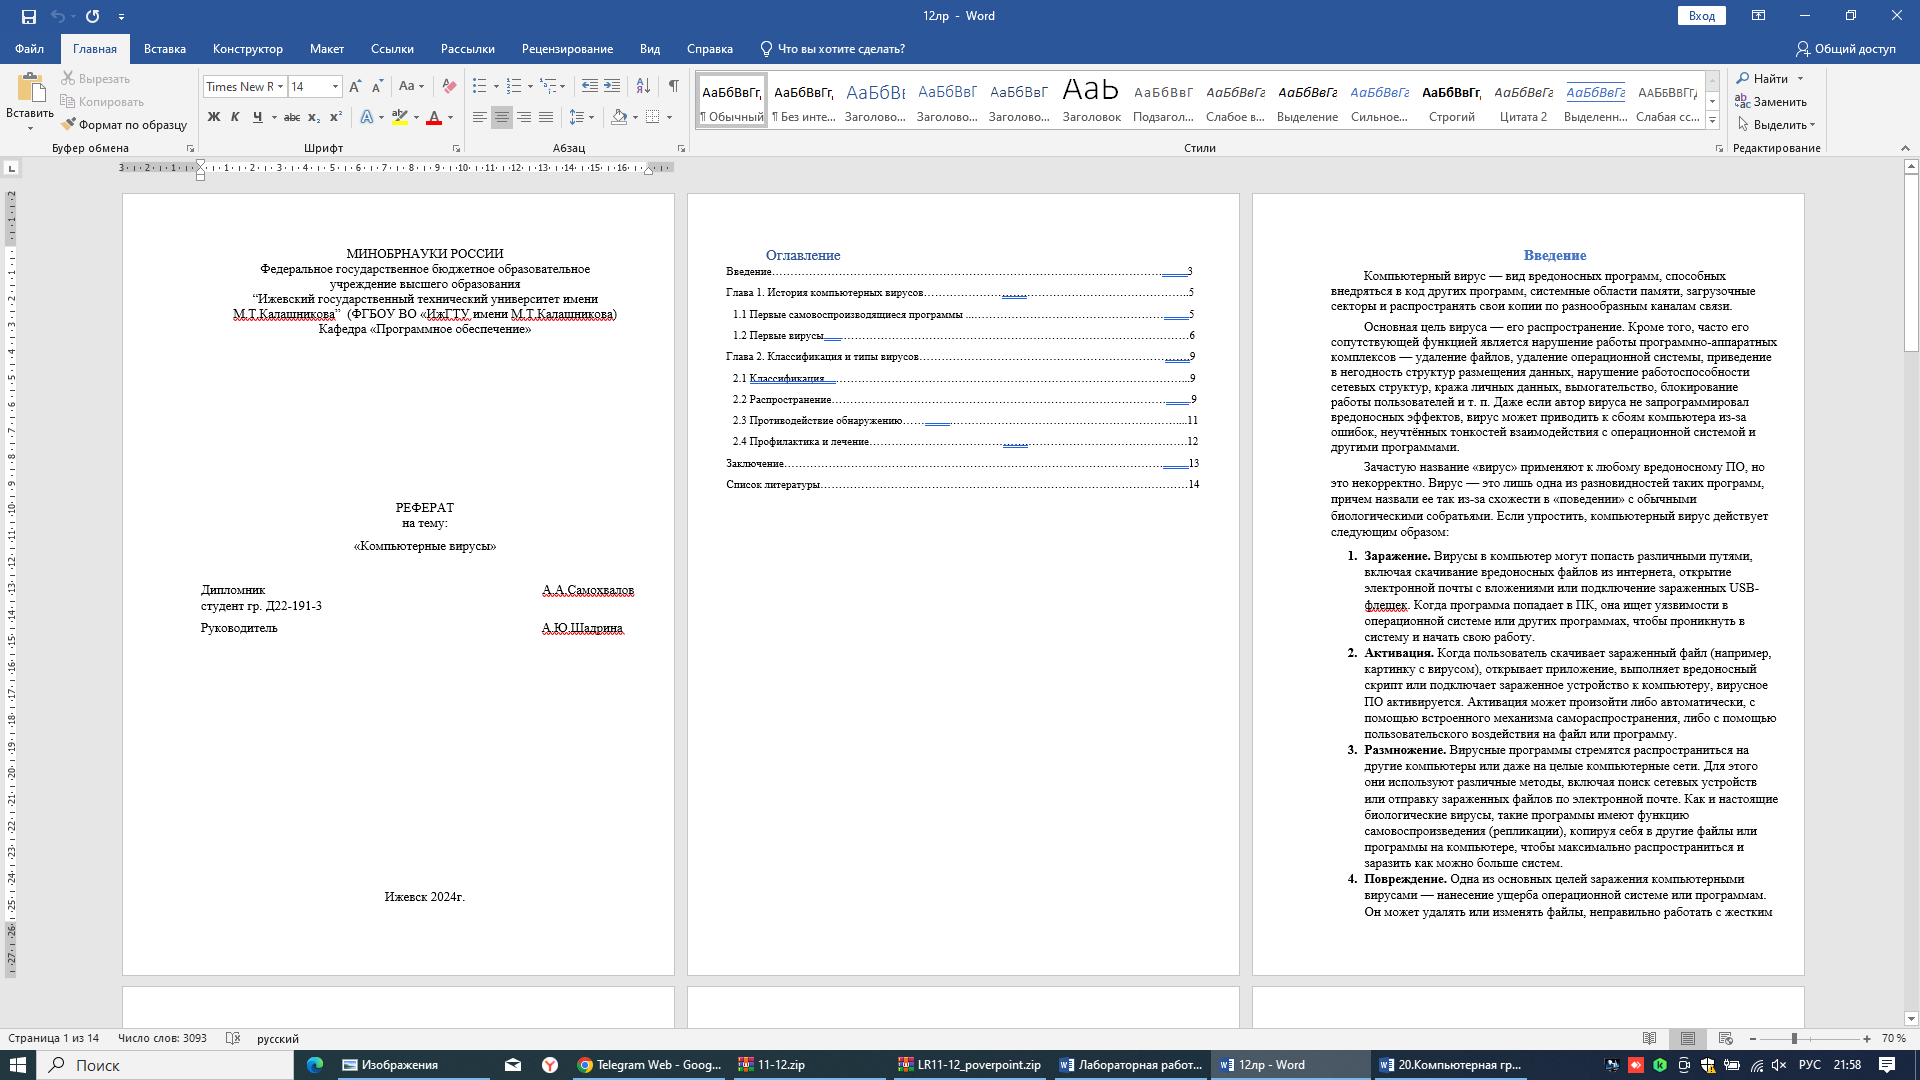 12лр - Word
Вход
Файл Главная Вставка Конструктор Макет Ссылки Рассылки Рецензирование Вид Справка Что вы хотите сделать? Общий доступ
Вставить
Вырезать
Копировать
Формат по образцу
Буфер обмена
Times New R 14
Шрифт
Абзац
АаБбВвГг, АаБбВвГг, АаБбВв АаБбВвГ АаБбВвГ АаЬ АаБбВвГ АаБбВвГг АаБбВвГг АаБбВвГг АаБбВвГг, АаБбВвГг АаБбВвГг АаБбВвГг
¶ Обычный ¶ Без инте... Заголово... Заголово... Заголово... Заголовок Подзагол... Слабое в... Выделение Сильное... Строгий Цитата 2 Выделенн... Слабая сс...
Стили
Найти
Заменить
Выделить
Редактирование
МИНОБРНАУКИ РОССИИ
Федеральное государственное бюджетное образовательное
учреждение высшего образования
“Ижевский государственный технический университет имени
М.Т.Калашникова” (ФГБОУ ВО «ИжГТУ имени М.Т.Калашникова)
Кафедра «Программное обеспечение»
РЕФЕРАТ
на тему:
«Компьютерные вирусы»
Дипломник А.А.Самохвалов
студент гр. Д22-191-3
Руководитель А.Ю.Шадрина
Ижевск 2024г.
Оглавление
Введение…………3
Глава 1. История компьютерных вирусов…………5
1.1 Первые самовоспроизводящиеся программы …………5
1.2 Первые вирусы…………6
Глава 2. Классификация и типы вирусов…………9
2.1 Классификация…………9
2.2 Распространение…………9
2.3 Противодействие обнаружению…………11
2.4 Профилактика и лечение…………12
Заключение…………13
Список литературы…………14
Введение
Компьютерный вирус — вид вредоносных программ, способных
внедряться в код других программ, системные области памяти, загрузочные
секторы и распространять свои копии по разнообразным каналам связи.
Основная цель вируса — его распространение. Кроме того, часто его
сопутствующей функцией является нарушение работы программно-аппаратных
комплексов — удаление файлов, удаление операционной системы, приведение
в негодность структур размещения данных, нарушение работоспособности
сетевых структур, кража личных данных, вымогательство, блокирование
работы пользователей и т. п. Даже если автор вируса не запрограммировал
вредоносных эффектов, вирус может приводить к сбоям компьютера из-за
ошибок, неучтённых тонкостей взаимодействия с операционной системой и
другими программами.
Зачастую название «вирус» применяют к любому вредоносному ПО, но
это некорректно. Вирус — это лишь одна из разновидностей таких программ,
причем назвали ее так из-за схожести в «поведении» с обычными
биологическими собратьями. Если упростить, компьютерный вирус действует
следующим образом:
1. Заражение. Вирусы в компьютер могут попасть различными путями,
включая скачивание вредоносных файлов из интернета, открытие
электронной почты с вложениями или подключение зараженных USB-
флешек. Когда программа попадает в ПК, она ищет уязвимости в
операционной системе или других программах, чтобы проникнуть в
систему и начать свою работу.
2. Активация. Когда пользователь скачивает зараженный файл (например,
картинку с вирусом), открывает приложение, выполняет вредоносный
скрипт или подключает зараженное устройство к компьютеру, вирусное
ПО активируется. Активация может произойти либо автоматически, с
помощью встроенного механизма самораспространения, либо с помощью
пользовательского воздействия на файл или программу.
3. Размножение. Вирусные программы стремятся распространиться на
другие компьютеры или даже на целые компьютерные сети. Для этого
они используют различные методы, включая поиск сетевых устройств
или отправку зараженных файлов по электронной почте. Как и настоящие
биологические вирусы, такие программы имеют функцию
самовоспроизведения (репликации), копируя себя в другие файлы или
программы на компьютере, чтобы максимально распространиться и
заразить как можно больше систем.
4. Повреждение. Одна из основных целей заражения компьютерными
вирусами — нанесение ущерба операционной системе или программам.
Он может удалять или изменять файлы, неправильно работать с жестким
Страница 1 из 14 Число слов: 3093 русский 70 %
Поиск Изображения Telegram Web - Goog... 11-12.zip LR11-12_poverpoint.zip Лабораторная работ... 12лр - Word 20.Компьютерная гр... РУС 21:58